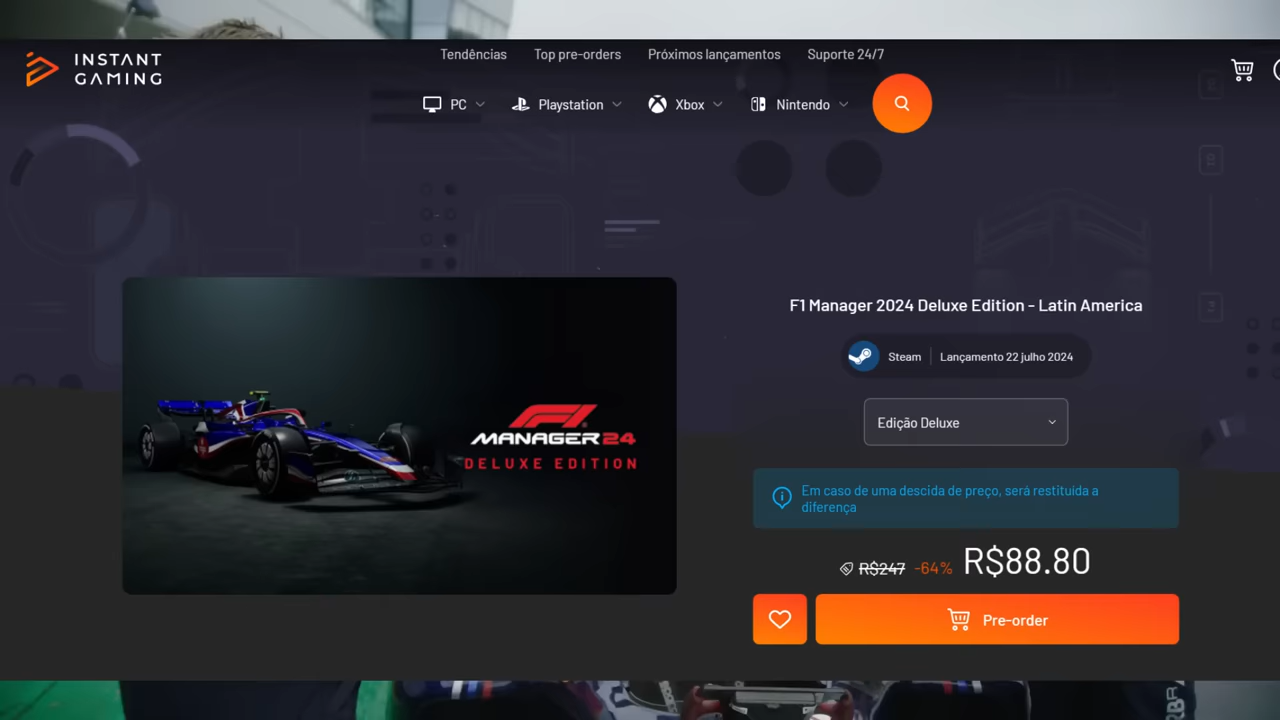 INSTANT
GAMING
Tendências Top pre-orders Próximos lançamentos Suporte 24/7
PC Playstation Xbox Nintendo
F1 Manager 2024 Deluxe Edition - Latin America
Steam Lançamento 22 julho 2024
Edição Deluxe
Em caso de uma descida de preço, será restituída a
diferença
F1
MANAGER 24
DELUXE EDITION
R$247 -64% R$88.80
Pre-order